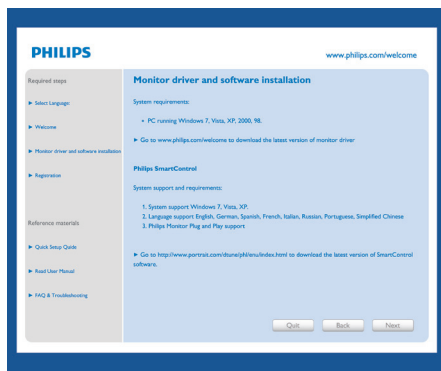 PHILIPS
www.philips.com/welcome
Required steps
Select Language:
Welcome
Monitor driver and software installation
Registration
Reference materials
Quick Setup Quide
Read User Manual
FAQ & Troubleshooting
Monitor driver and software installation
System requirements:
• PC running Windows 7, Vista, XP, 2000, 98.
Go to www.philips.com/welcome to download the latest version of monitor driver
Philips SmartControl
System support and requirements:
1. System support Windows 7, Vista, XP.
2. Language support English, German, Spanish, French, Italian, Russian, Portuguese, Simplified Chinese
3. Philips Monitor Plug and Play support
Go to http://www.portrait.com/dtune/phl/enu/index.html to download the latest version of SmartControl
software.
Quit
Back
Next